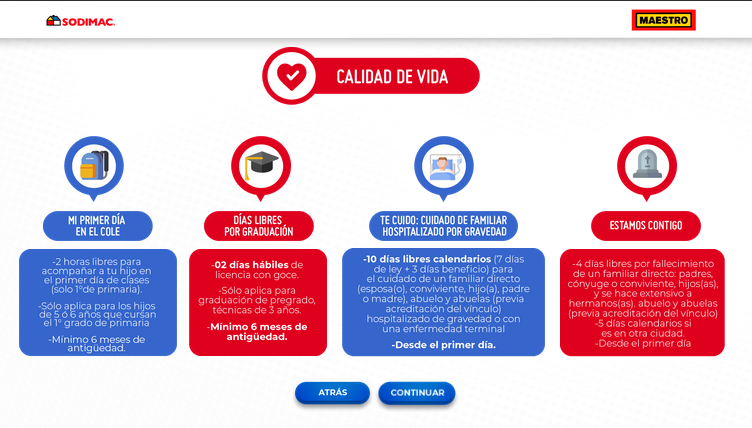 SODIMAC.
MAESTRO
CALIDAD DE VIDA
MI PRIMER DÍA
EN EL COLE
-2 horas libres para
acompañar a tu hijo en
el primer día de clases
(solo 1°de primaria).
-Sólo aplica para los hijos
de 5 ó 6 años que cursan
el 1° grado de primaria
-Mínimo 6 meses de
antigüedad.
DÍAS LIBRES
POR GRADUACIÓN
-02 días hábiles de
licencia con goce.
-Sólo aplica para
graduación de pregrado,
técnicas de 3 años.
-Mínimo 6 meses de
antigüedad.
TE CUIDO: CUIDADO DE FAMILIAR
HOSPITALIZADO POR GRAVEDAD
-10 días libres calendarios (7 días
de ley + 3 días beneficio) para
el cuidado de un familiar directo
(esposa(o), conviviente, hijo(a), padre
o madre), abuelo y abuelas (previa
acreditación del vínculo)
hospitalizado de gravedad o con
una enfermedad terminal
-Desde el primer día.
ESTAMOS CONTIGO
-4 días libres por fallecimiento
de un familiar directo: padres,
cónyuge o conviviente, hijos(as),
y se hace extensivo a
hermanos(as). abuelo y abuelas
(previa acreditación del vínculo)
-5 días calendarios si
es en otra ciudad.
-Desde el primer día
ATRÁS
CONTINUAR